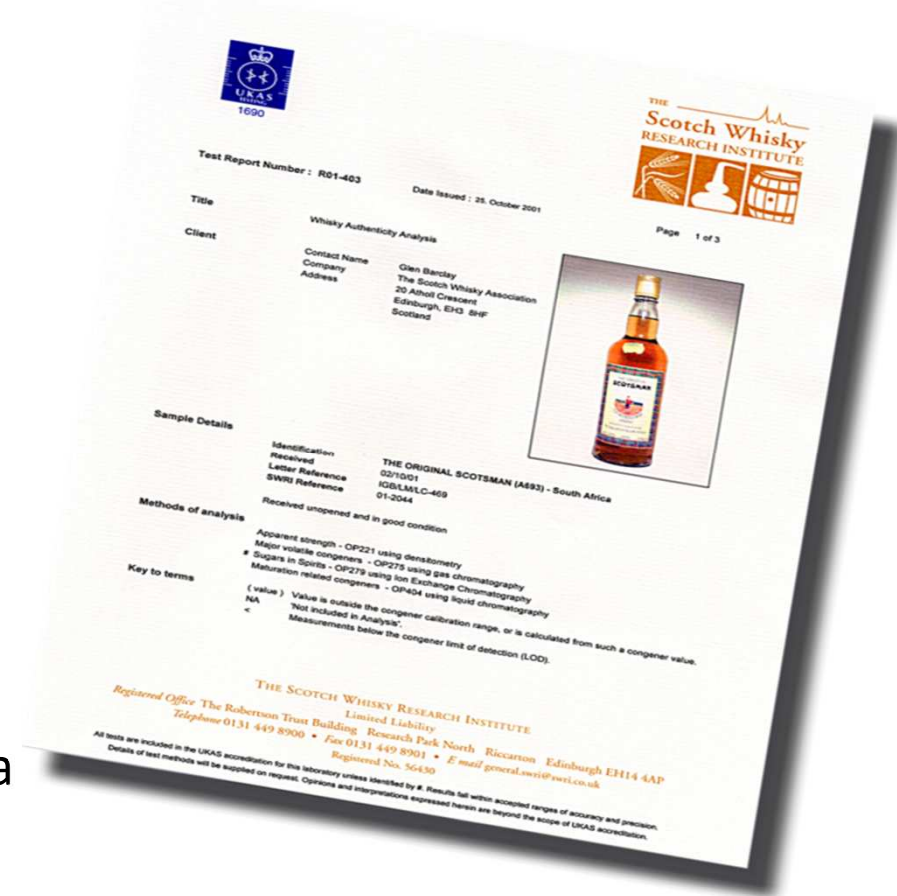 UKAS
TESTING
1690
THE
Scotch Whisky
RESEARCH INSTITUTE
Test Report Number : R01-403
Date Issued : 25. October 2001
Page 1 of 3
Title
Whisky Authenticity Analysis
Client
Contact Name Glen Barclay
Company The Scotch Whisky Association
Address 20 Atholl Crescent
Edinburgh, EH3 8HF
Scotland
SCOTSMAN
Sample Details
Identification THE ORIGINAL SCOTSMAN (A693) - South Africa
Received 02/10/01
Letter Reference IGB/LM/LC-469
SWRI Reference 01-2044
Received unopened and in good condition
Methods of analysis
Apparent strength - OP221 using densitometry
Major volatile congeners - OP275 using gas chromatography
# Sugars in Spirits - OP279 using Ion Exchange Chromatography
Maturation related congeners - OP404 using liquid chromatography
Key to terms
( value ) Value is outside the congener calibration range, or is calculated from such a congener value.
NA 'Not included in Analysis'.
< Measurements below the congener limit of detection (LOD).
THE SCOTCH WHISKY RESEARCH INSTITUTE
Limited Liability
Registered Office The Robertson Trust Building Research Park North Riccarton Edinburgh EH14 4AP
Telephone 0131 449 8900 • Fax 0131 449 8901 • E mail general.swri@swri.co.uk
Registered No. 56430
All tests are included in the UKAS accreditation for this laboratory unless identified by #. Results fall within accepted ranges of accuracy and precision.
Details of test methods will be supplied on request. Opinions and interpretations expressed herein are beyond the scope of UKAS accreditation.
a